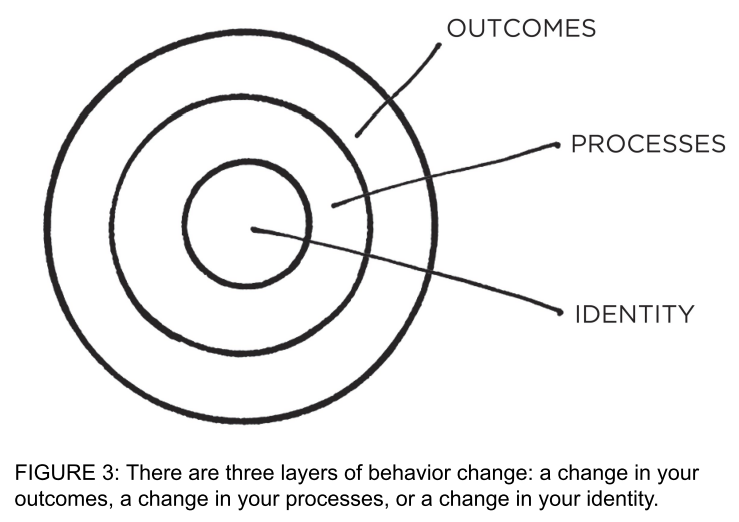 OUTCOMES
PROCESSES
IDENTITY
FIGURE 3: There are three layers of behavior change: a change in your
outcomes, a change in your processes, or a change in your identity.